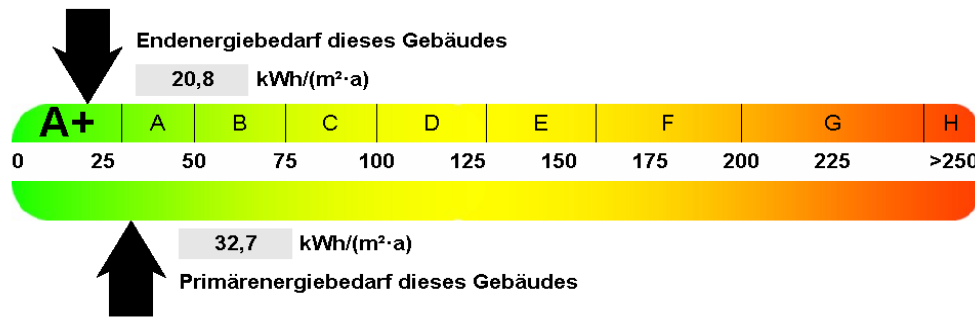 Endenergiebedarf dieses Gebäudes
20,8 kWh/(m²·a)
A+ A B C D E F G H
0 25 50 75 100 125 150 175 200 225 >250
32,7 kWh/(m²·a)
Primärenergiebedarf dieses Gebäudes